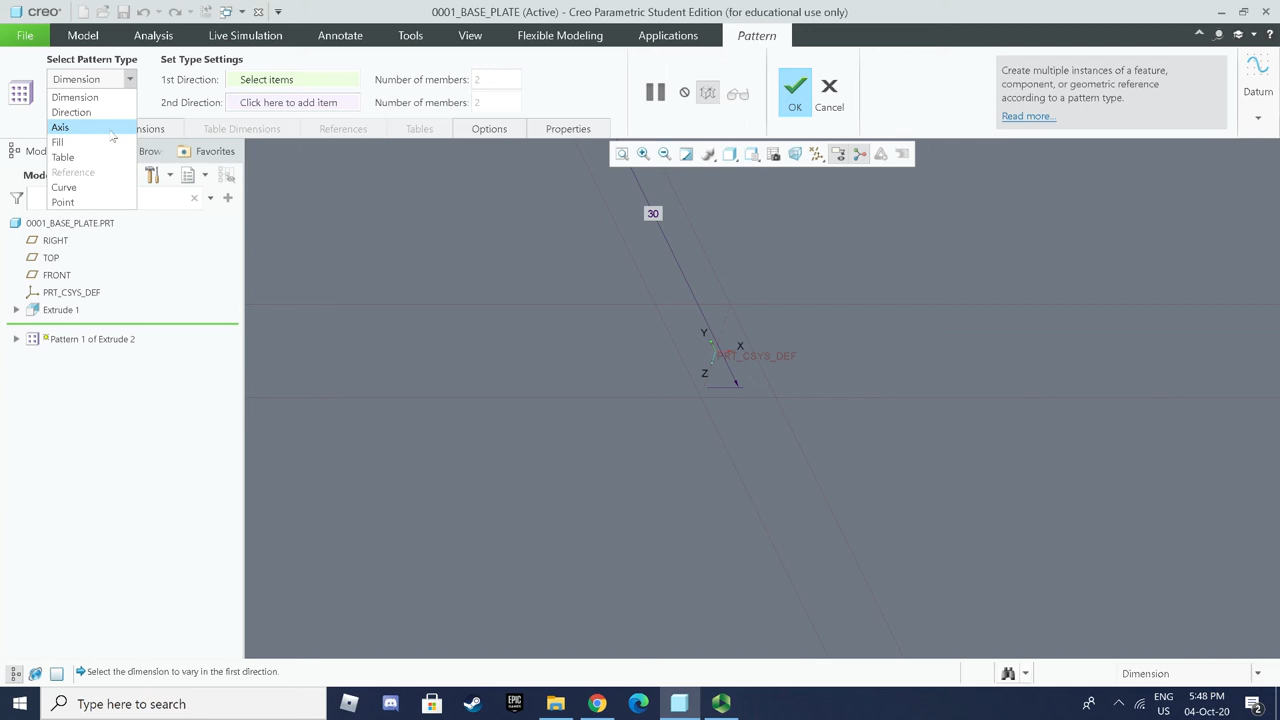 creo
0001_BASE_PLATE (Active) - Creo Parametric Student Edition (for educational use only)
File Model Analysis Live Simulation Annotate Tools View Flexible Modeling Applications Pattern
Select Pattern Type Set Type Settings
Dimension 1st Direction: Select items Number of members: 2
2nd Direction: Click here to add item Number of members: 2
OK Cancel
Create multiple instances of a feature,
component, or geometric reference
according to a pattern type.
Read more...
Datum
Dimension
Direction
Axis
Fill
Table
Reference
Curve
Point
nsions Table Dimensions References Tables Options Properties
Mod Brow Favorites
Mode
0001_BASE_PLATE.PRT
RIGHT
TOP
FRONT
PRT_CSYS_DEF
Extrude 1
Pattern 1 of Extrude 2
30
Y
X
PRT_CSYS_DEF
Z
Select the dimension to vary in the first direction.
Dimension
Type here to search
EPIC
ENG
US
5:48 PM
04-Oct-20